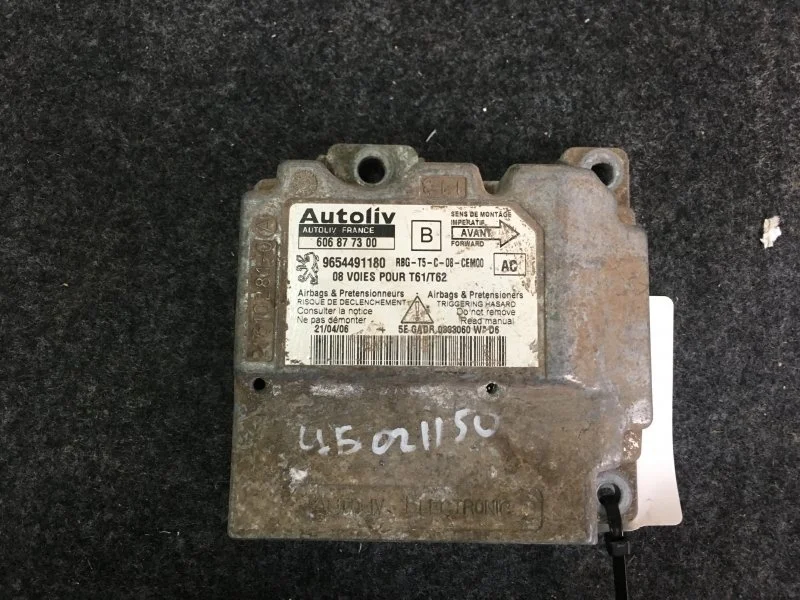 Autoliv
AUTOLIV FRANCE
606 87 73 00
B
SENS DE MONTAGE
IMPERATIF
AVANT
FORWARD
9654491180 RBG-T5-C-08-CEM00
AC
08 VOIES POUR T61/T62
Airbags & Pretensionneurs
RISQUE DE DECLENCHEMENT
Consulter la notice
Ne pas démonter
Airbags & Pretensioners
TRIGGERING HASARD
Do not remove
Read manual
21/04/06
45021150
AUTOLIV ELECTRONIC